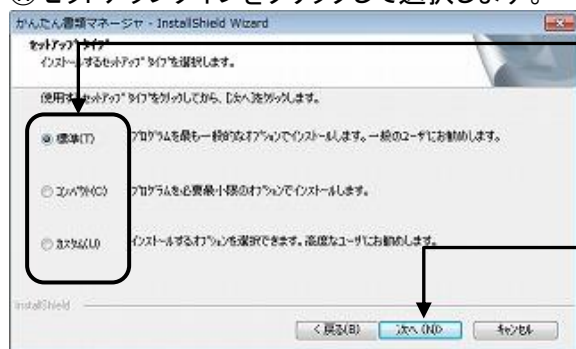 セットアップタイプをクリックして選択します。
かんたん書類マネージャ - InstallShield Wizard
セットアップ タイプ
インストールするセットアップ タイプを選択します。
使用するセットアップ タイプをクリックしてから、[次へ]をクリックします。
標準(T)
プログラムを最も一般的なオプションでインストールします。一般のユーザにお勧めします。
コンパクト(C)
プログラムを必要最小限のオプションでインストールします。
カスタム(U)
インストールするオプションを選択できます。高度なユーザにお勧めします。
InstallShield
< 戻る(B)
次へ (N)>
キャンセル